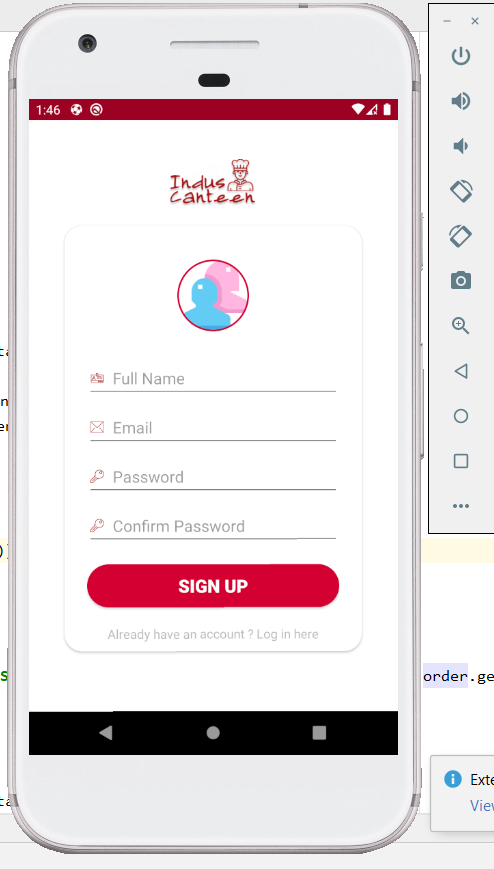 1:46
Indus
Canteen
Full Name
Email
Password
Confirm Password
SIGN UP
Already have an account ? Log in here
order.ge
Exte
View